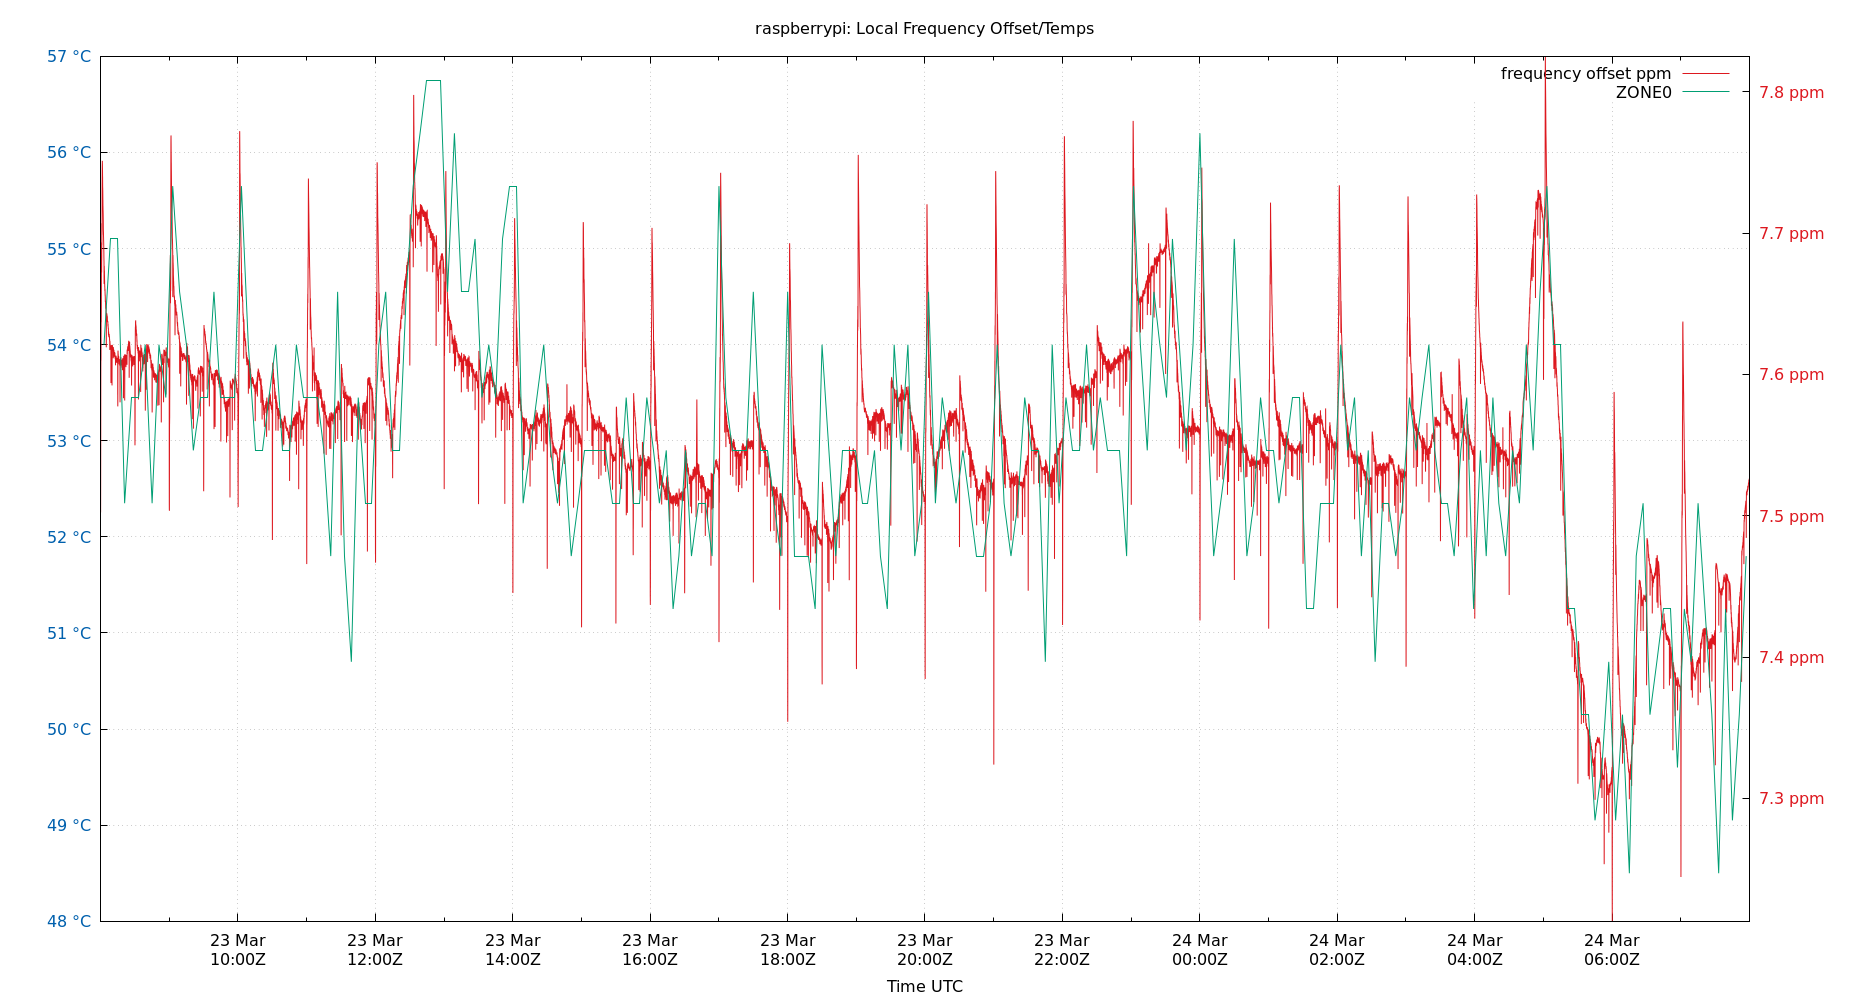 raspberrypi: Local Frequency Offset/Temps
57 °C
56 °C
55 °C
54 °C
53 °C
52 °C
51 °C
50 °C
49 °C
48 °C
frequency offset ppm
ZONE0
7.8 ppm
7.7 ppm
7.6 ppm
7.5 ppm
7.4 ppm
7.3 ppm
23 Mar 23 Mar 23 Mar 23 Mar 23 Mar 23 Mar 23 Mar 24 Mar 24 Mar 24 Mar 24 Mar
10:00Z 12:00Z 14:00Z 16:00Z 18:00Z 20:00Z 22:00Z 00:00Z 02:00Z 04:00Z 06:00Z
Time UTC